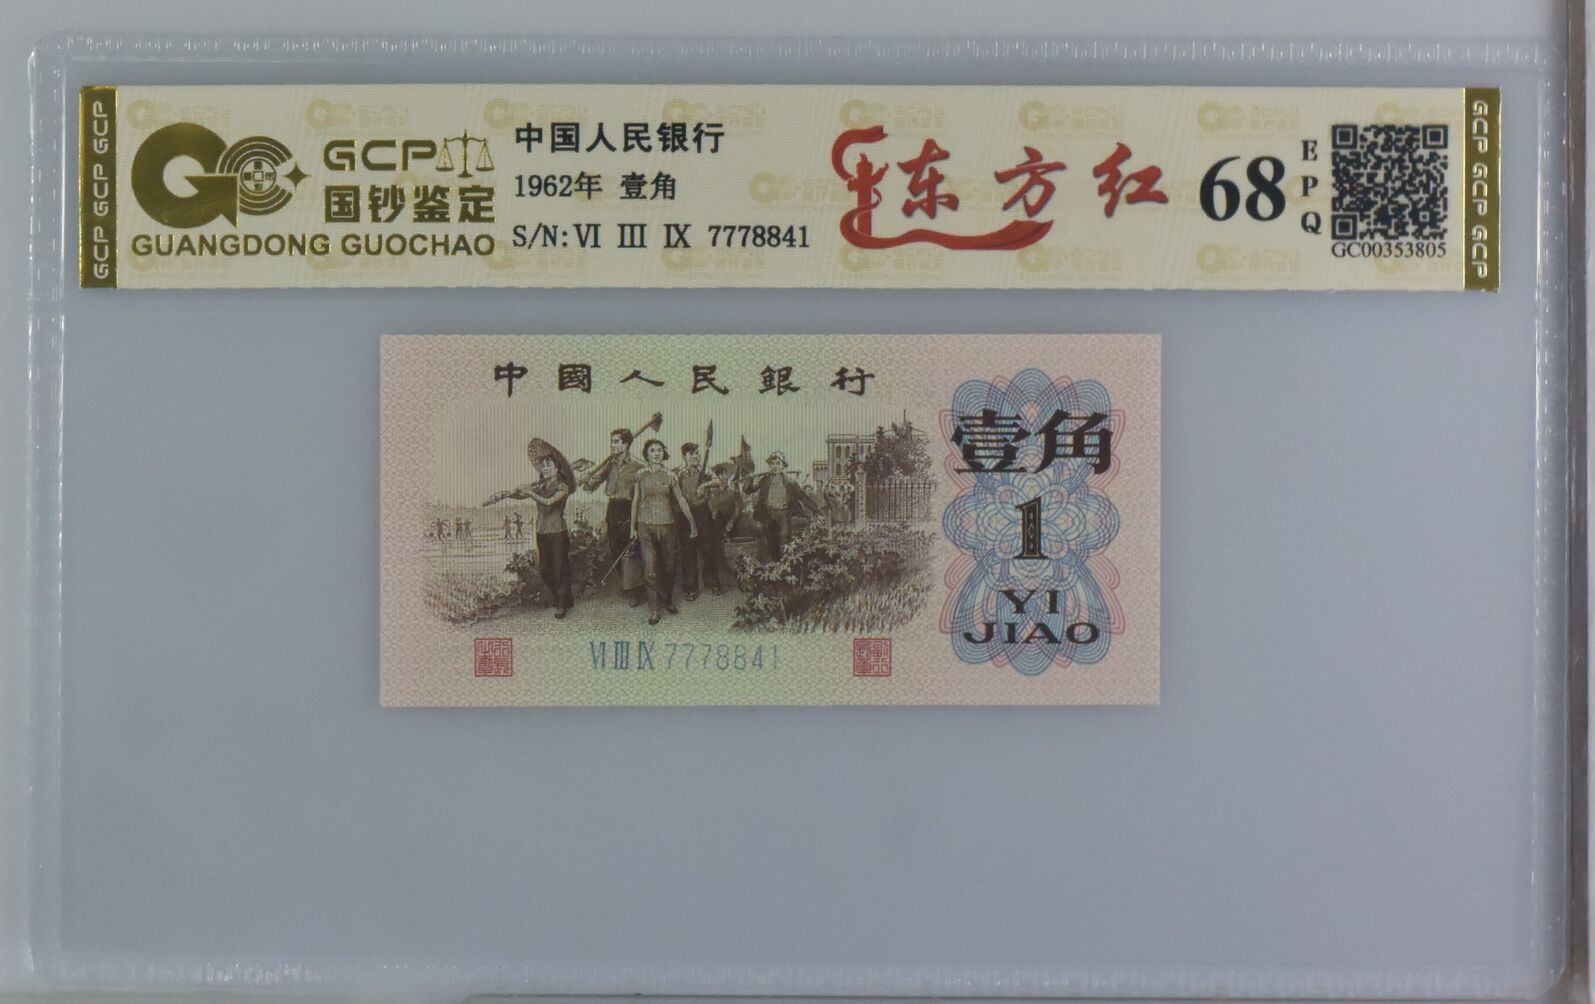 GCP GCP GCP
GCP
国钞鉴定
GUANGDONG GUOCHAO
中国人民银行
1962年 壹角
S/N: VI III IX 7778841
东方红
68
EPQ
GC00353805
GCP GCP GCP
中國人民銀行
壹角
1
YI
JIAO
VI III IX 7778841